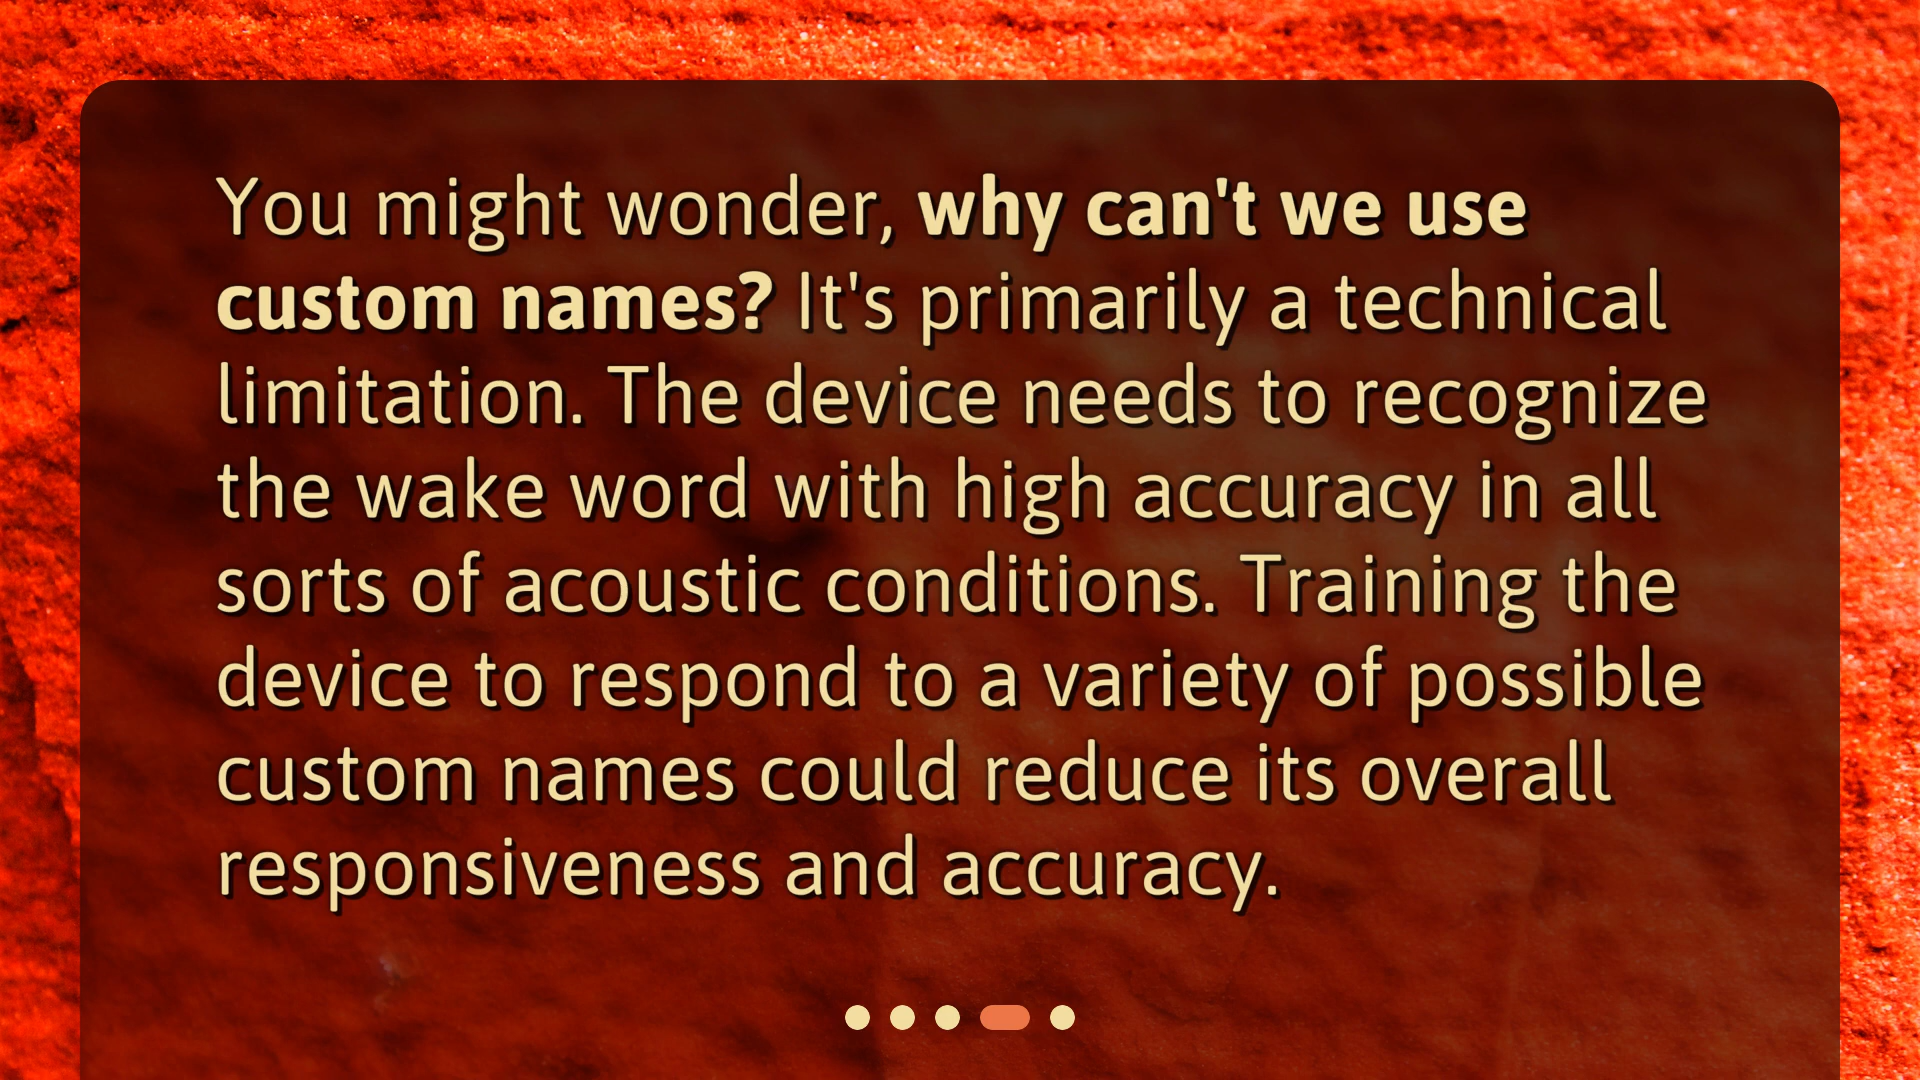 You might wonder, why can't we use
custom names? It's primarily a technical
limitation. The device needs to recognize
the wake word with high accuracy in all
sorts of acoustic conditions. Training the
device to respond to a variety of possible
custom names could reduce its overall
responsiveness and accuracy.